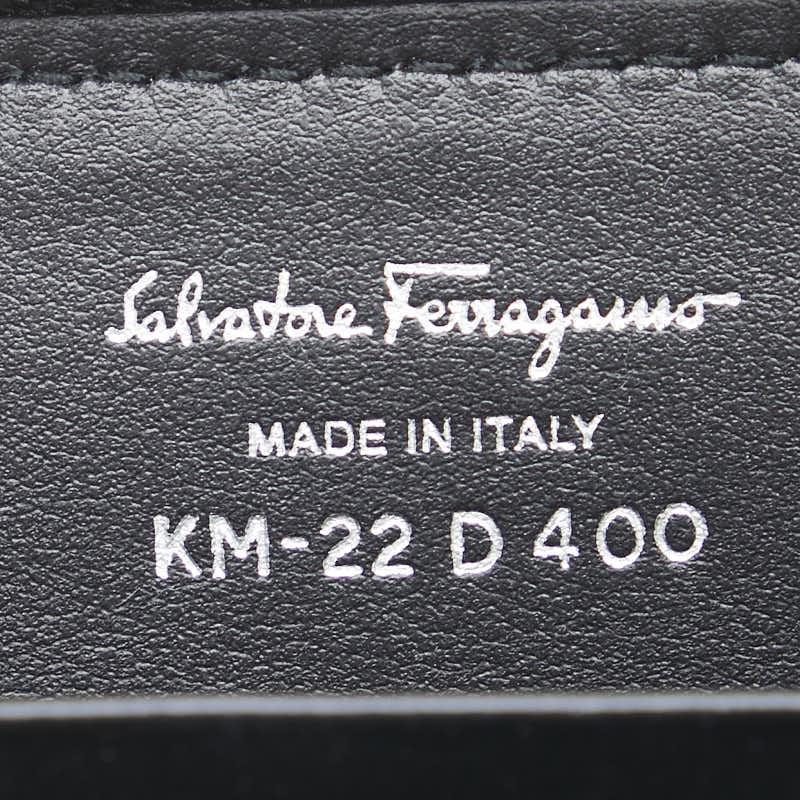 Salvatore Ferragamo
MADE IN ITALY
KM-22 D 400